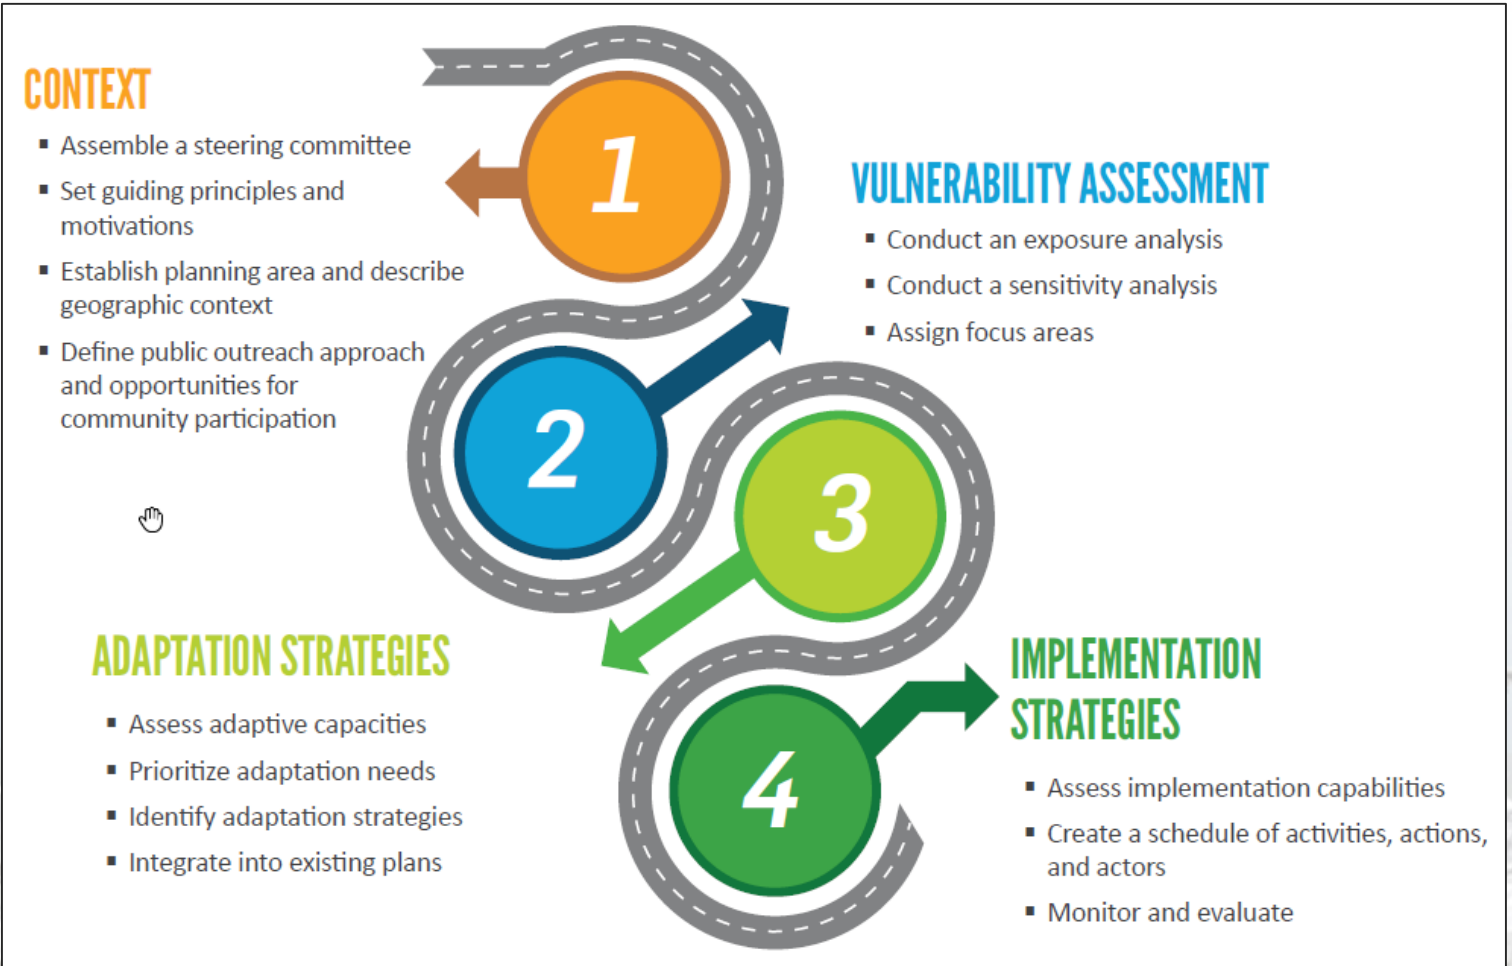 CONTEXT
▪ Assemble a steering committee
▪ Set guiding principles and
motivations
▪ Establish planning area and describe
geographic context
▪ Define public outreach approach
and opportunities for
community participation
1
VULNERABILITY ASSESSMENT
▪ Conduct an exposure analysis
▪ Conduct a sensitivity analysis
▪ Assign focus areas
2
3
ADAPTATION STRATEGIES
▪ Assess adaptive capacities
▪ Prioritize adaptation needs
▪ Identify adaptation strategies
▪ Integrate into existing plans
4
IMPLEMENTATION
STRATEGIES
▪ Assess implementation capabilities
▪ Create a schedule of activities, actions,
and actors
▪ Monitor and evaluate